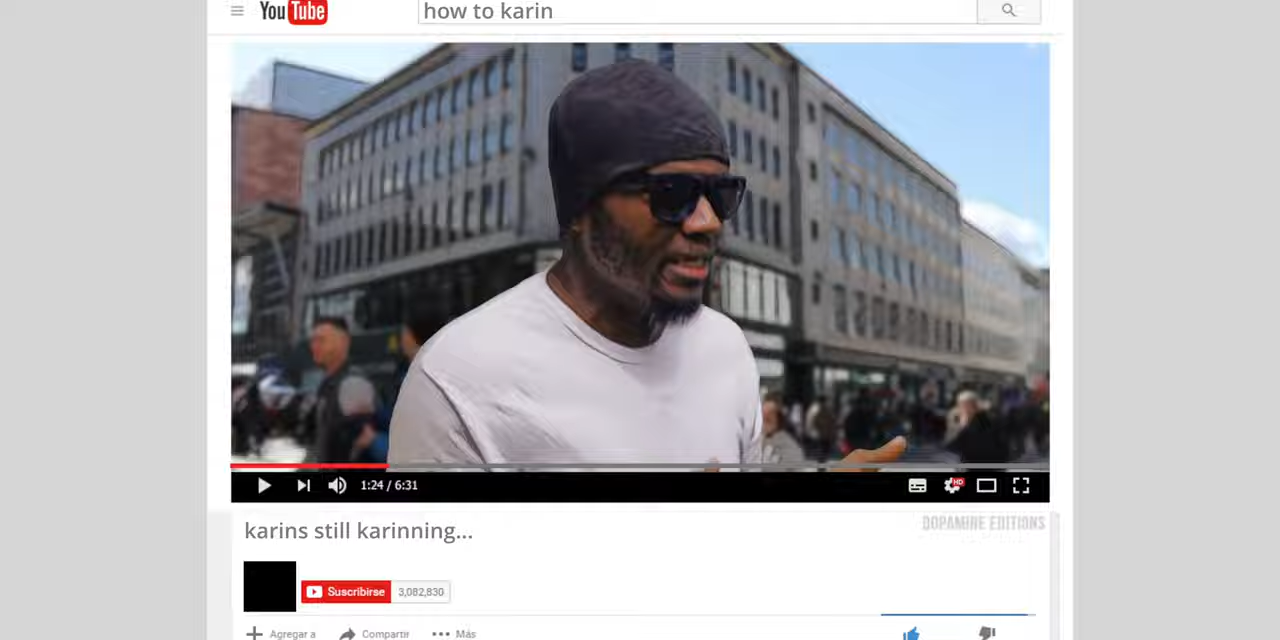 YouTube
how to karin
HD
1:24 / 6:31
karins still karinning...
DOPAMINE EDITIONS
Suscribirse
3,082,830
Agregar a
Compartir
Más